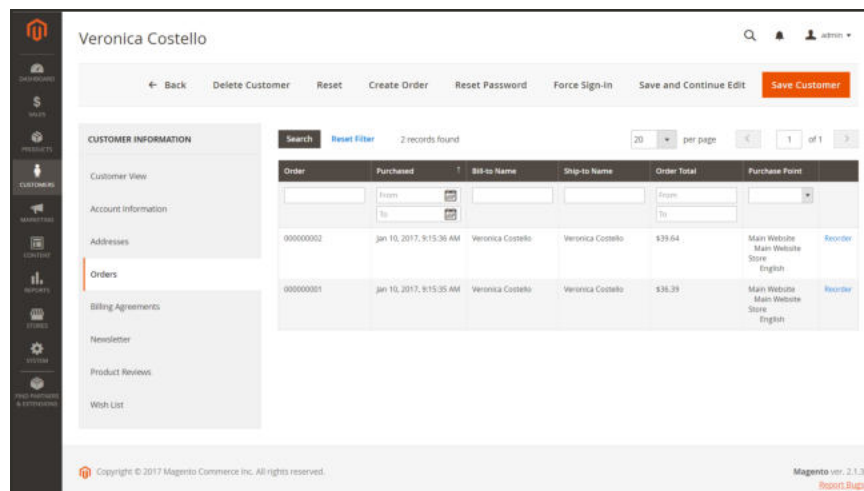 Veronica Costello
admin
DASHBOARD
SALES
PRODUCTS
CUSTOMERS
MARKETING
CONTENT
REPORTS
STORES
SYSTEM
FIND PARTNERS
& EXTENSIONS
Back Delete Customer Reset Create Order Reset Password Force Sign-In Save and Continue Edit Save Customer
CUSTOMER INFORMATION
Customer View
Account Information
Addresses
Orders
Billing Agreements
Newsletter
Product Reviews
Wish List
Search Reset Filter 2 records found 20 per page 1 of 1
Order Purchased Bill-to Name Ship-to Name Order Total Purchase Point
From From
To To
000000002 Jan 10, 2017, 9:15:36 AM Veronica Costello Veronica Costello $39.64 Main Website Reorder
Main Website
Store
English
000000001 Jan 10, 2017, 9:15:35 AM Veronica Costello Veronica Costello $36.39 Main Website Reorder
Main Website
Store
English
Copyright © 2017 Magento Commerce Inc. All rights reserved. Magento ver. 2.1.3
Report Bugs